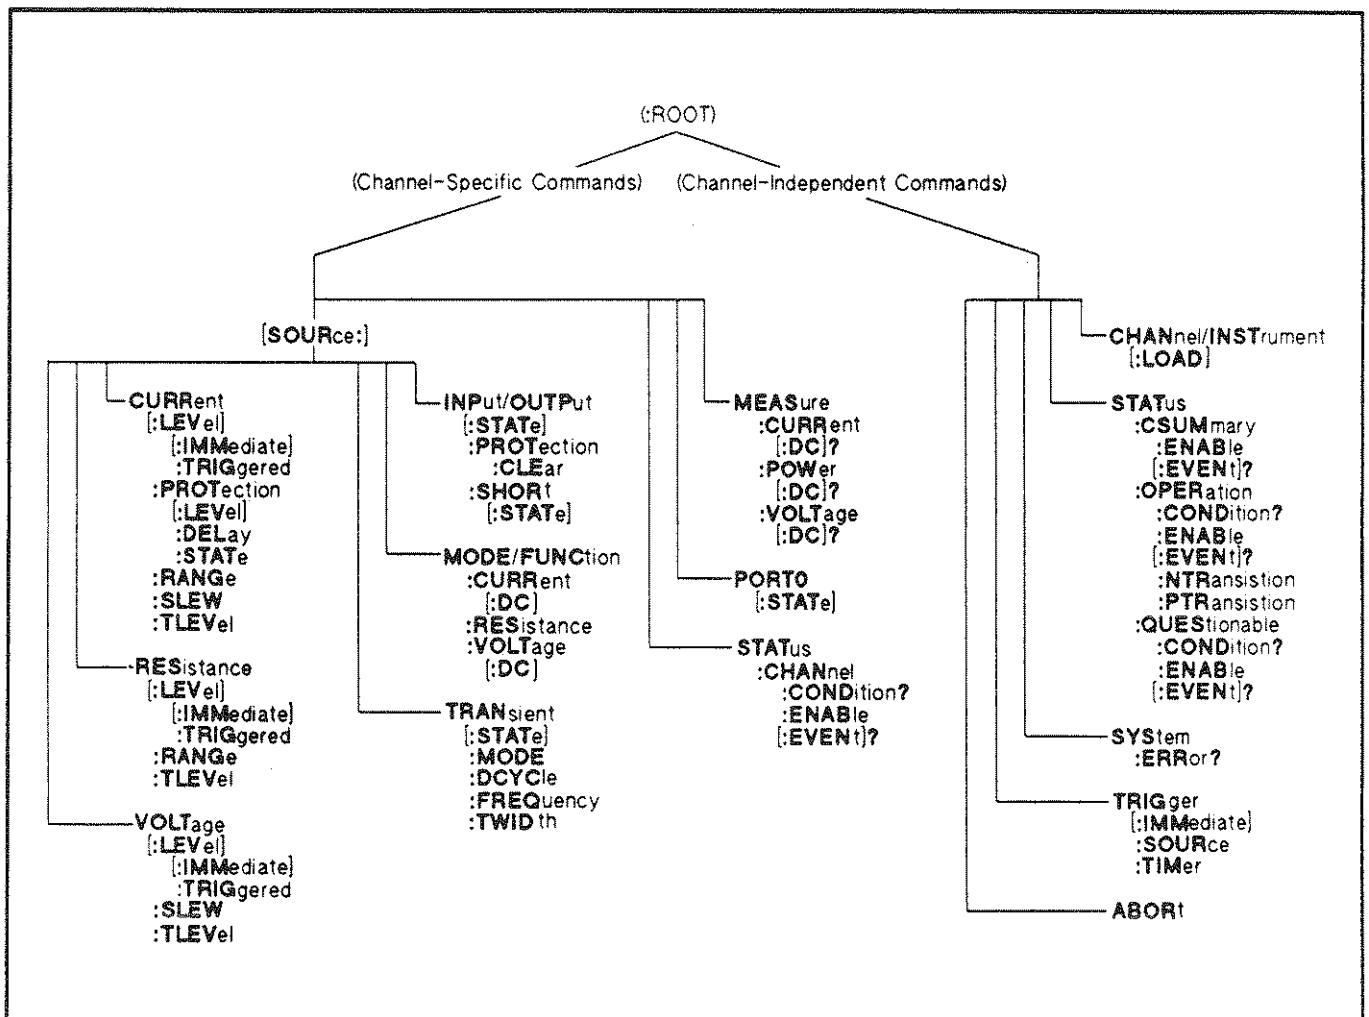 (:ROOT)
(Channel-Specific Commands)
(Channel-Independent Commands)
[SOURce:]
CURRent
[:LEVel]
[:IMMediate]
:TRIGgered
:PROTection
[:LEVel]
:DELay
:STATe
:RANGe
:SLEW
:TLEVel
RESistance
[:LEVel]
[:IMMediate]
:TRIGgered
:RANGe
:TLEVel
VOLTage
[:LEVel]
[:IMMediate]
:TRIGgered
:SLEW
:TLEVel
INPut/OUTPut
[:STATe]
:PROTection
:CLEar
:SHORt
[:STATe]
MODE/FUNCtion
:CURRent
[:DC]
:RESistance
:VOLTage
[:DC]
TRANsient
[:STATe]
:MODE
:DCYCle
:FREQuency
:TWIDth
MEASure
:CURRent
[:DC]?
:POWer
[:DC]?
:VOLTage
[:DC]?
PORT0
[:STATe]
STATus
:CHANnel
:CONDition?
:ENABle
[:EVENt]?
CHANnel/INSTrument
[:LOAD]
STATus
:CSUMmary
:ENABle
[:EVENt]?
:OPERation
:CONDition?
:ENABle
[:EVENt]?
:NTRansistion
:PTRansistion
:QUEStionable
:CONDition?
:ENABle
[:EVENt]?
SYStem
:ERRor?
TRIGger
[:IMMediate]
:SOURce
:TIMer
ABORt